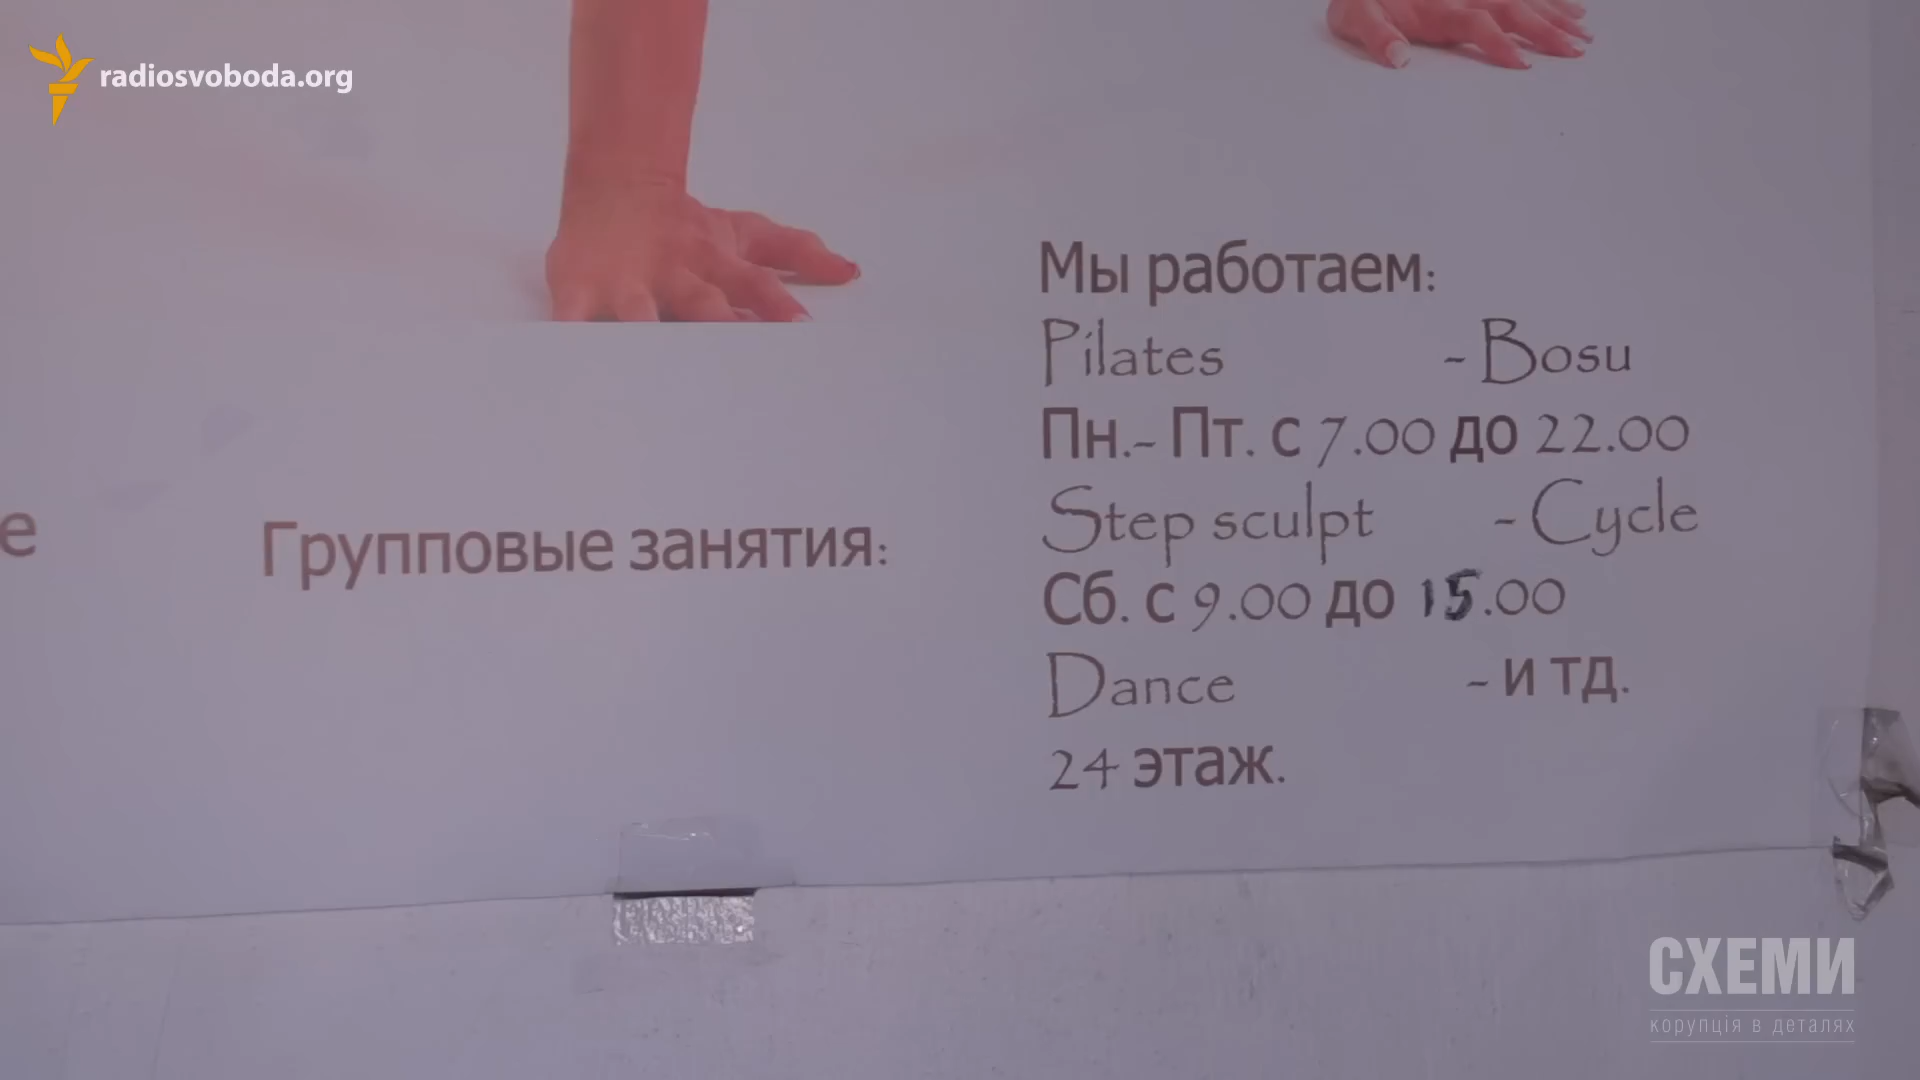 radiosvoboda.org
Мы работаем:
Pilates - Bosu
Пн.- Пт. с 7.00 до 22.00
Step sculpt - Cycle
е
Групповые занятия:
Сб. с 9.00 до 15.00
Dance - и тд.
24 этаж.
СХЕМИ
корупція в деталях